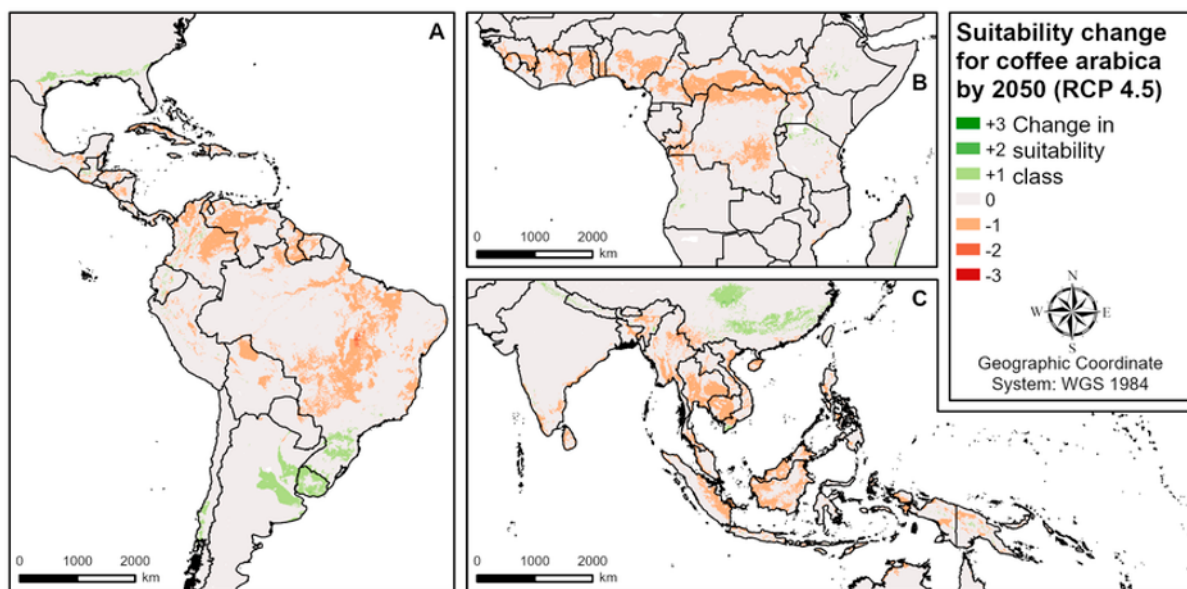 A
0 1000 2000
km
B
0 1000 2000
km
C
0 1000 2000
km
Suitability change
for coffee arabica
by 2050 (RCP 4.5)
+3 Change in
+2 suitability
+1 class
0
-1
-2
-3
N
W E
S
Geographic Coordinate
System: WGS 1984